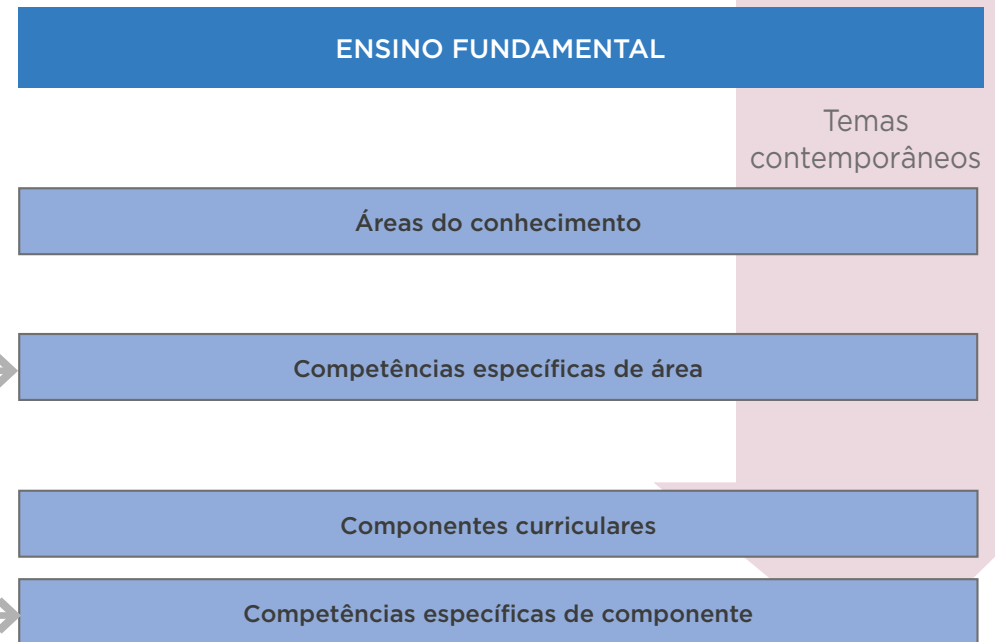 ENSINO FUNDAMENTAL
Temas
contemporâneos
Áreas do conhecimento
Competências específicas de área
Componentes curriculares
Competências específicas de componente